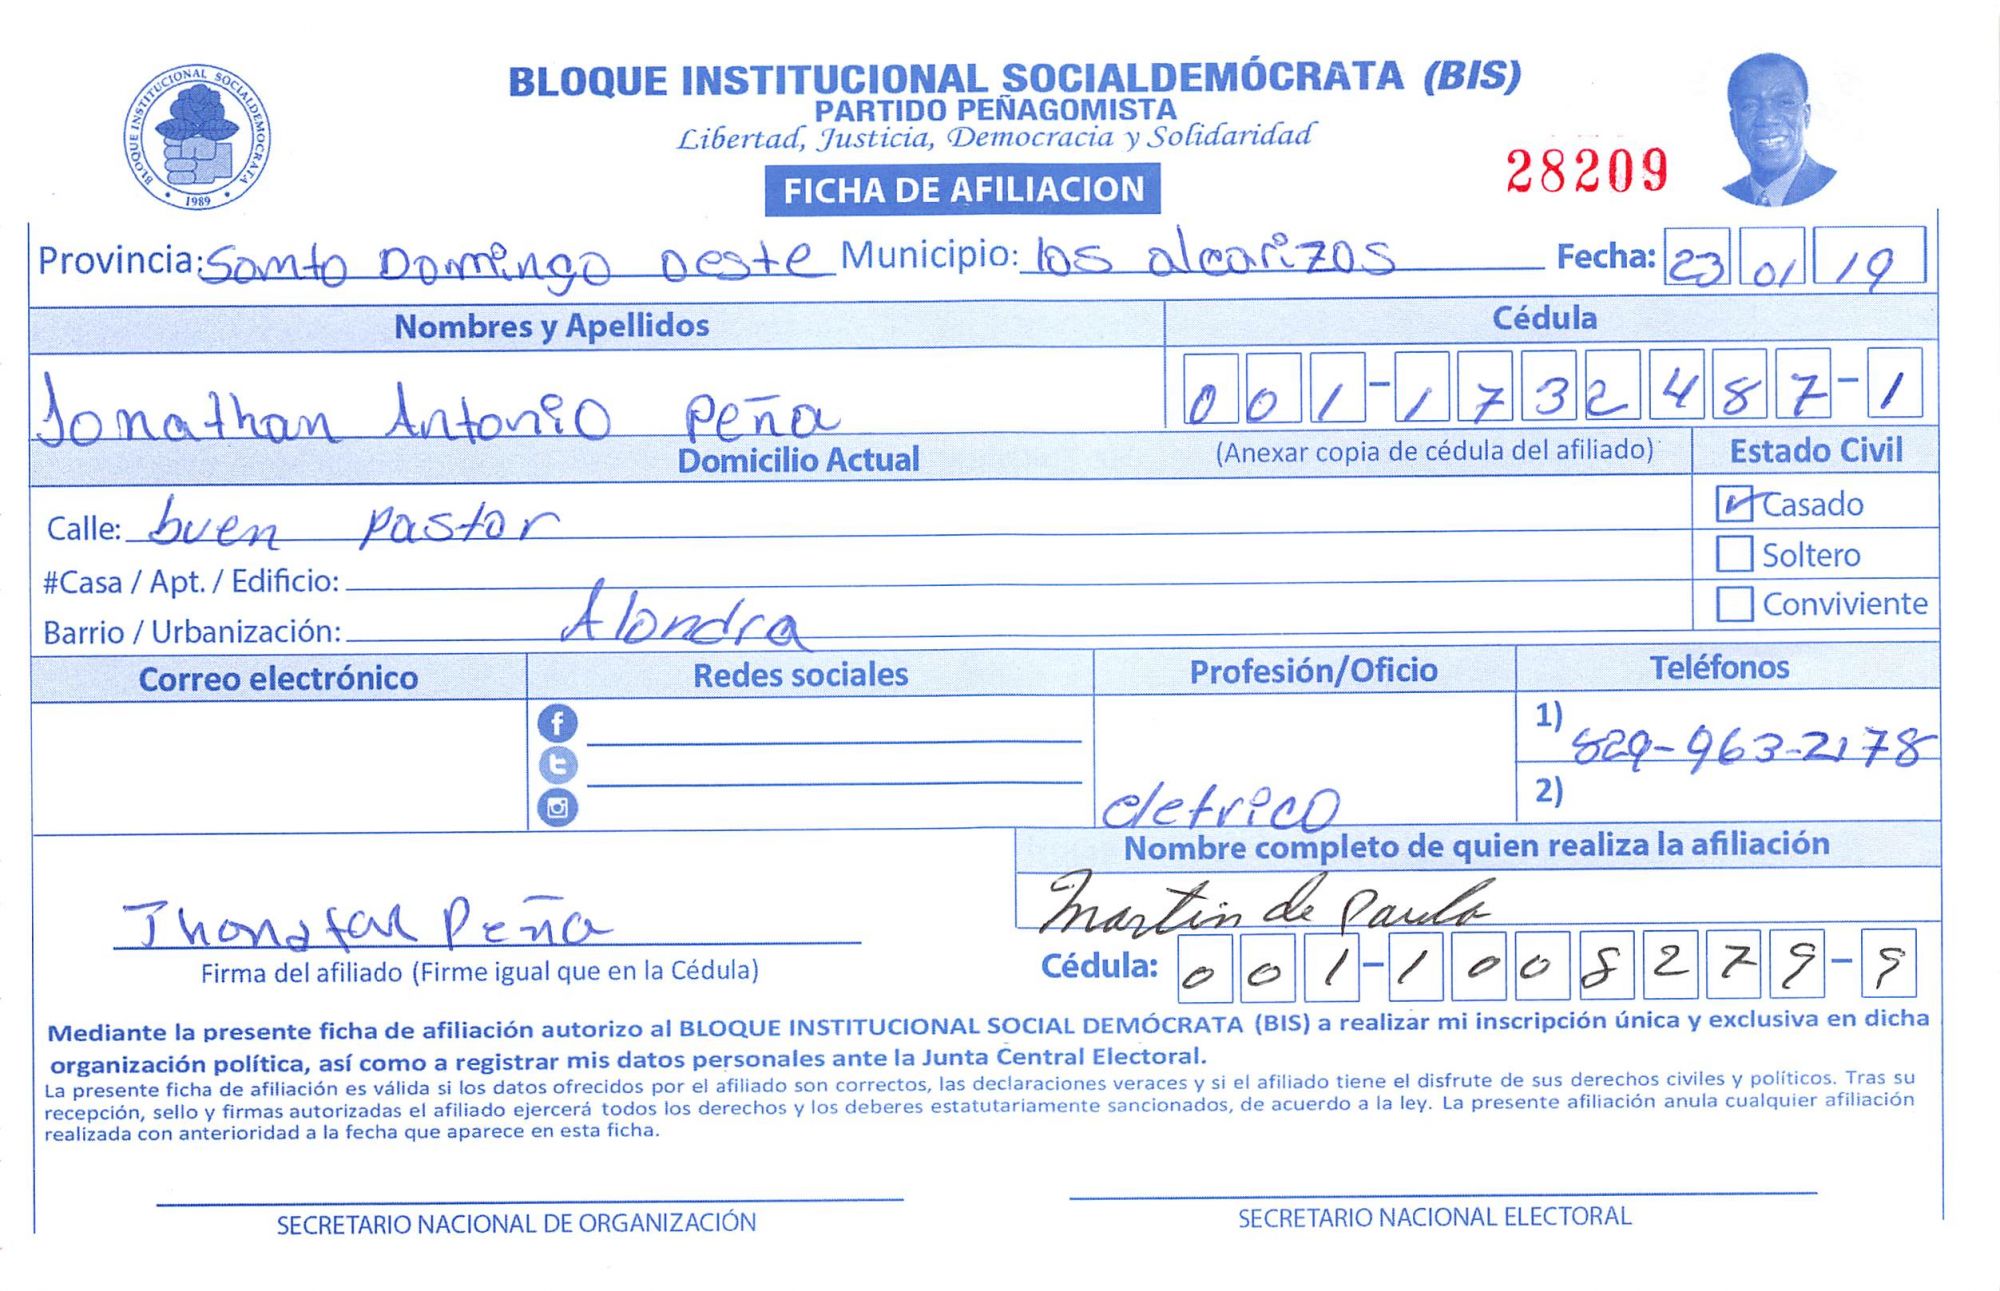 BLOQUE INSTITUCIONAL SOCIALDEMOCRATA
1989
BLOQUE INSTITUCIONAL SOCIALDEMÓCRATA (BIS)
PARTIDO PEÑAGOMISTA
Libertad, Justicia, Democracia y Solidaridad
FICHA DE AFILIACION
28209
Provincia: Santo Domingo oeste Municipio: los alcarizos Fecha: 23 01 19
Nombres y Apellidos Cédula
Jonathan Antonio Peña 001-1732487-1
Domicilio Actual (Anexar copia de cédula del afiliado) Estado Civil
Calle: buen pastor Casado
#Casa / Apt. / Edificio: Soltero
Barrio / Urbanización: Alondra Conviviente
Correo electrónico Redes sociales Profesión/Oficio Teléfonos
1) 829-963-2178
2)
eletrico
Nombre completo de quien realiza la afiliación
Martin de Paula
Jhonatan Peña
Firma del afiliado (Firme igual que en la Cédula) Cédula: 001-1008279-9
Mediante la presente ficha de afiliación autorizo al BLOQUE INSTITUCIONAL SOCIAL DEMÓCRATA (BIS) a realizar mi inscripción única y exclusiva en dicha
organización política, así como a registrar mis datos personales ante la Junta Central Electoral.
La presente ficha de afiliación es válida si los datos ofrecidos por el afiliado son correctos, las declaraciones veraces y si el afiliado tiene el disfrute de sus derechos civiles y políticos. Tras su
recepción, sello y firmas autorizadas el afiliado ejercerá todos los derechos y los deberes estatutariamente sancionados, de acuerdo a la ley. La presente afiliación anula cualquier afiliación
realizada con anterioridad a la fecha que aparece en esta ficha.
SECRETARIO NACIONAL DE ORGANIZACIÓN SECRETARIO NACIONAL ELECTORAL